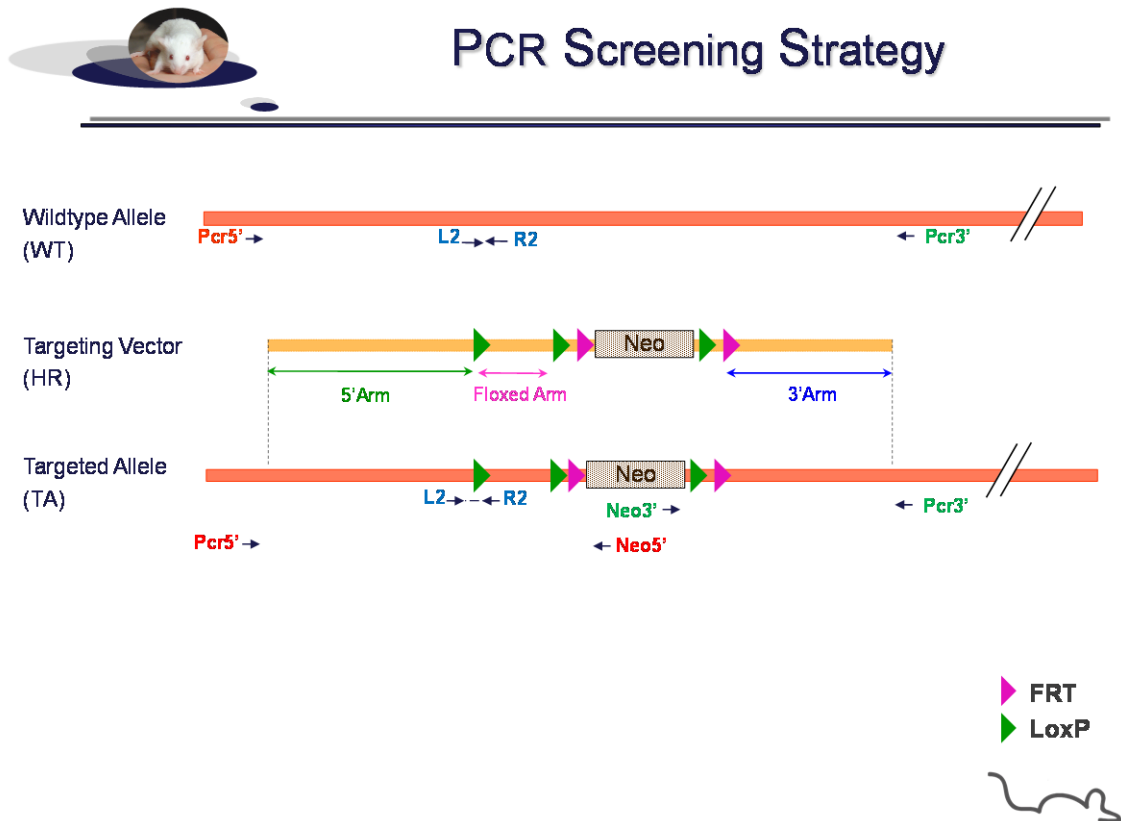 PCR Screening Strategy
Wildtype Allele
(WT)
Pcr5'
L2
R2
Pcr3'
Targeting Vector
(HR)
Neo
5'Arm
Floxed Arm
3'Arm
Targeted Allele
(TA)
Neo
L2
R2
Neo3'
Pcr3'
Pcr5'
Neo5'
FRT
LoxP